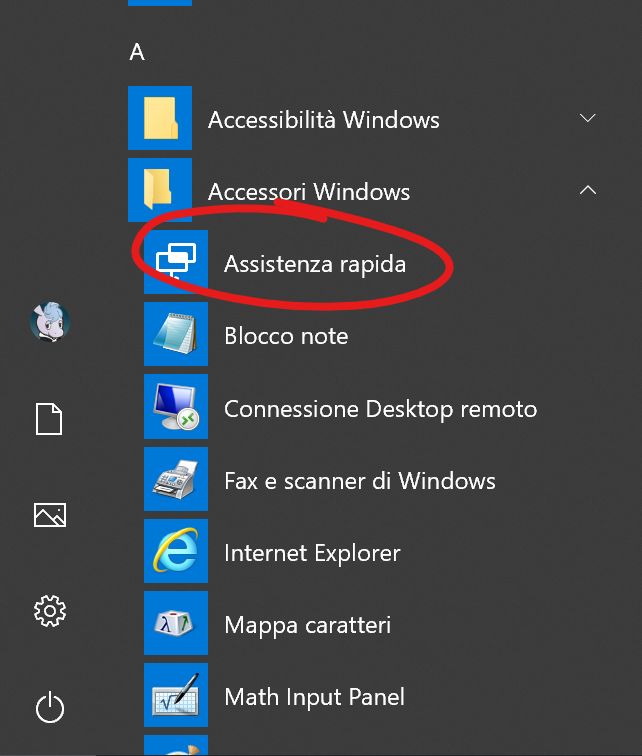 A
Accessibilità Windows
Accessori Windows
Assistenza rapida
Blocco note
Connessione Desktop remoto
Fax e scanner di Windows
Internet Explorer
Mappa caratteri
Math Input Panel